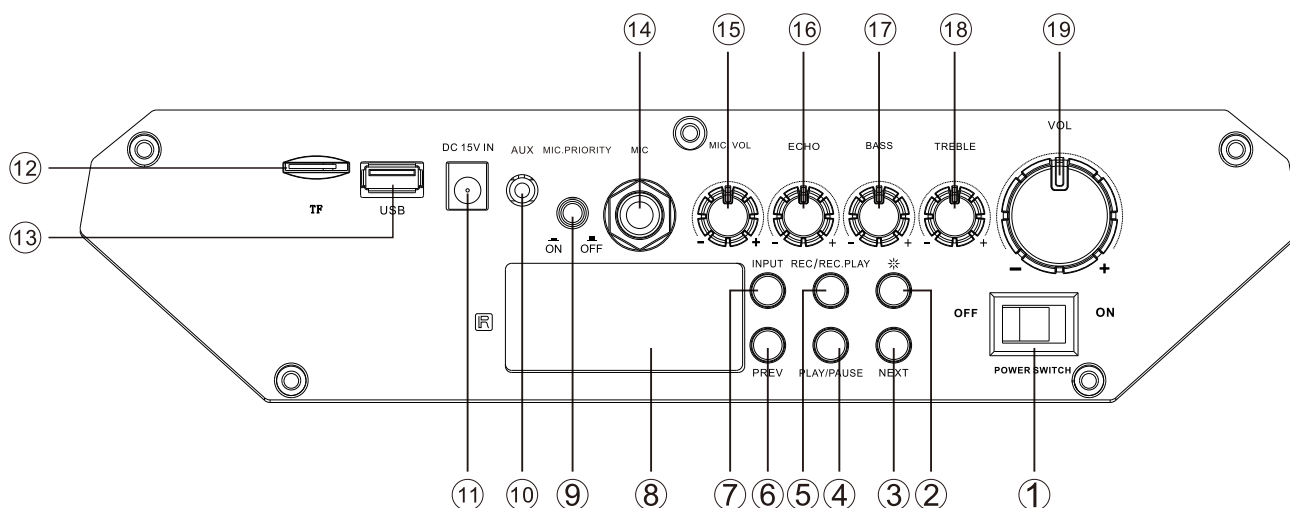 ⑭ ⑮ ⑯ ⑰ ⑱ ⑲
VOL
DC 15V IN AUX MIC.PRIORITY MIC MIC VOL ECHO BASS TREBLE
⑫
TF
USB
⑬
ON OFF
- + - + - + - +
- +
INPUT REC/REC.PLAY
IR
OFF ON
PREV PLAY/PAUSE NEXT
POWER SWITCH
⑪ ⑩ ⑨ ⑧ ⑦ ⑥ ⑤ ④ ③ ② ①